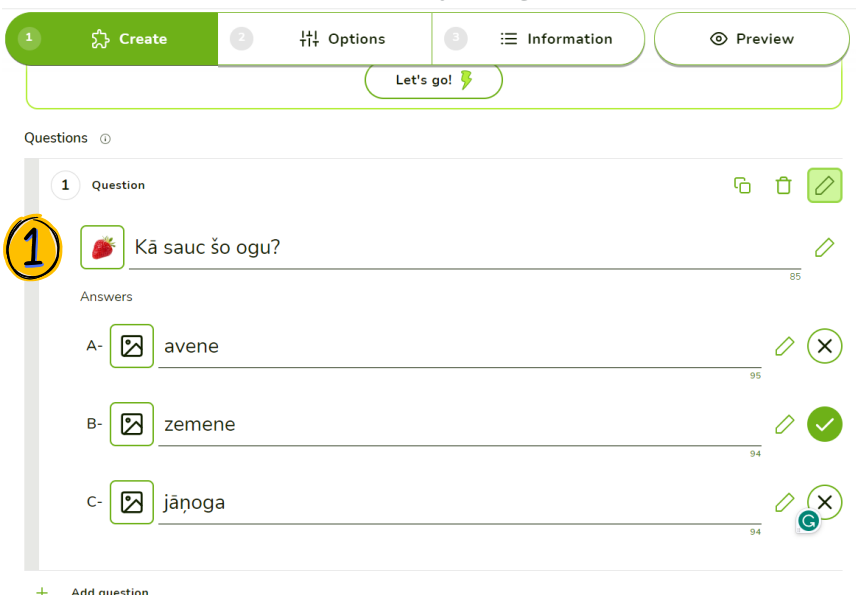 1 Create 2 Options 3 Information Preview
Let's go!
Questions
1 Question
1
Kā sauc šo ogu?
85
Answers
A- avene
95
B- zemene
94
C- jāņoga
94
+ Add question